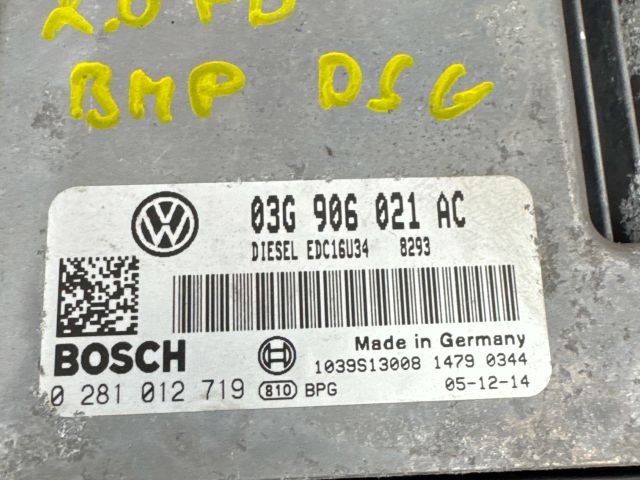 2.0 PD
BMP DSG
03G 906 021 AC
DIESEL EDC16U34 8293
Made in Germany
BOSCH
1039S13008 1479 0344
0 281 012 719 810 BPG 05-12-14